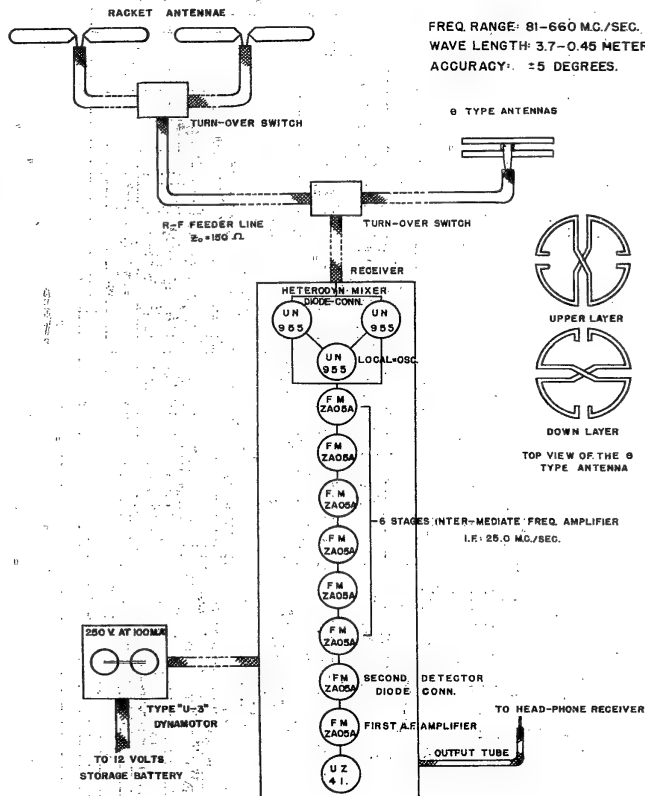 RACKET ANTENNAE
FREQ. RANGE: 81-660 M.C./SEC.
WAVE LENGTH: 3.7-0.45 METER
ACCURACY: ±5 DEGREES.
θ TYPE ANTENNAS
TURN-OVER SWITCH
R-F FEEDER LINE
Z₀=150 Ω
TURN-OVER SWITCH
RECEIVER
HETERODYN-MIXER
DIODE-CONN.
UN
955
UN
955
UN
955
LOCAL-OSC.
UPPER LAYER
DOWN LAYER
TOP VIEW OF THE θ
TYPE ANTENNA
FM
ZA05A
FM
ZA05A
FM
ZA05A
FM
ZA05A
FM
ZA05A
FM
ZA05A
6 STAGES INTER-MEDIATE FREQ. AMPLIFIER
I.F: 25.0 M.C./SEC.
250 V. AT 100MA
TYPE "U-3"
DYNAMOTOR
TO 12 VOLTS
STORAGE BATTERY
FM
ZA05A
SECOND DETECTOR
DIODE CONN.
FM
ZA05A
FIRST A.F. AMPLIFIER
UZ
41.
TO HEAD-PHONE RECEIVER
OUTPUT TUBE